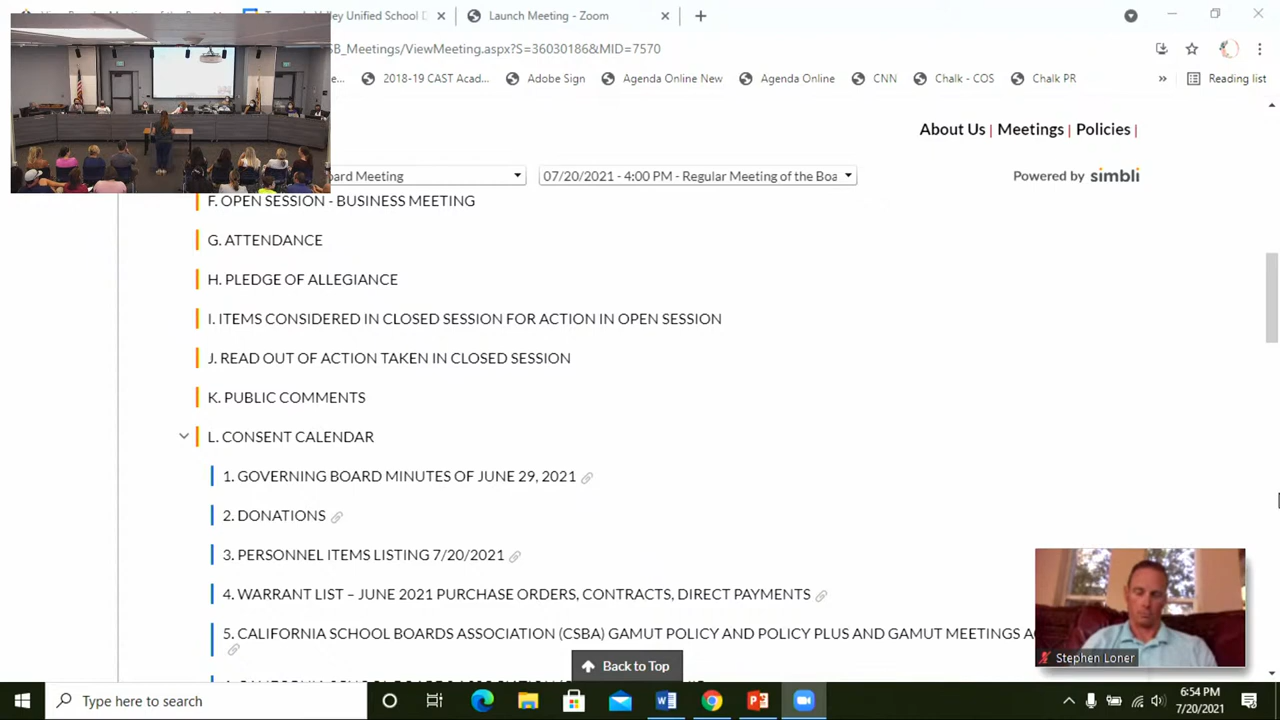 Valley Unified School D
Launch Meeting - Zoom
SB_Meetings/ViewMeeting.aspx?S=36030186&MID=7570
2018-19 CAST Acad...
Adobe Sign
Agenda Online New
Agenda Online
CNN
Chalk - COS
Chalk PR
»
Reading list
About Us | Meetings | Policies |
ard Meeting
07/20/2021 - 4:00 PM - Regular Meeting of the Boa
Powered by simbli
F. OPEN SESSION - BUSINESS MEETING
G. ATTENDANCE
H. PLEDGE OF ALLEGIANCE
I. ITEMS CONSIDERED IN CLOSED SESSION FOR ACTION IN OPEN SESSION
J. READ OUT OF ACTION TAKEN IN CLOSED SESSION
K. PUBLIC COMMENTS
L. CONSENT CALENDAR
1. GOVERNING BOARD MINUTES OF JUNE 29, 2021
2. DONATIONS
3. PERSONNEL ITEMS LISTING 7/20/2021
4. WARRANT LIST – JUNE 2021 PURCHASE ORDERS, CONTRACTS, DIRECT PAYMENTS
5. CALIFORNIA SCHOOL BOARDS ASSOCIATION (CSBA) GAMUT POLICY AND POLICY PLUS AND GAMUT MEETINGS
Stephen Loner
Back to Top
Type here to search
6:54 PM
7/20/2021